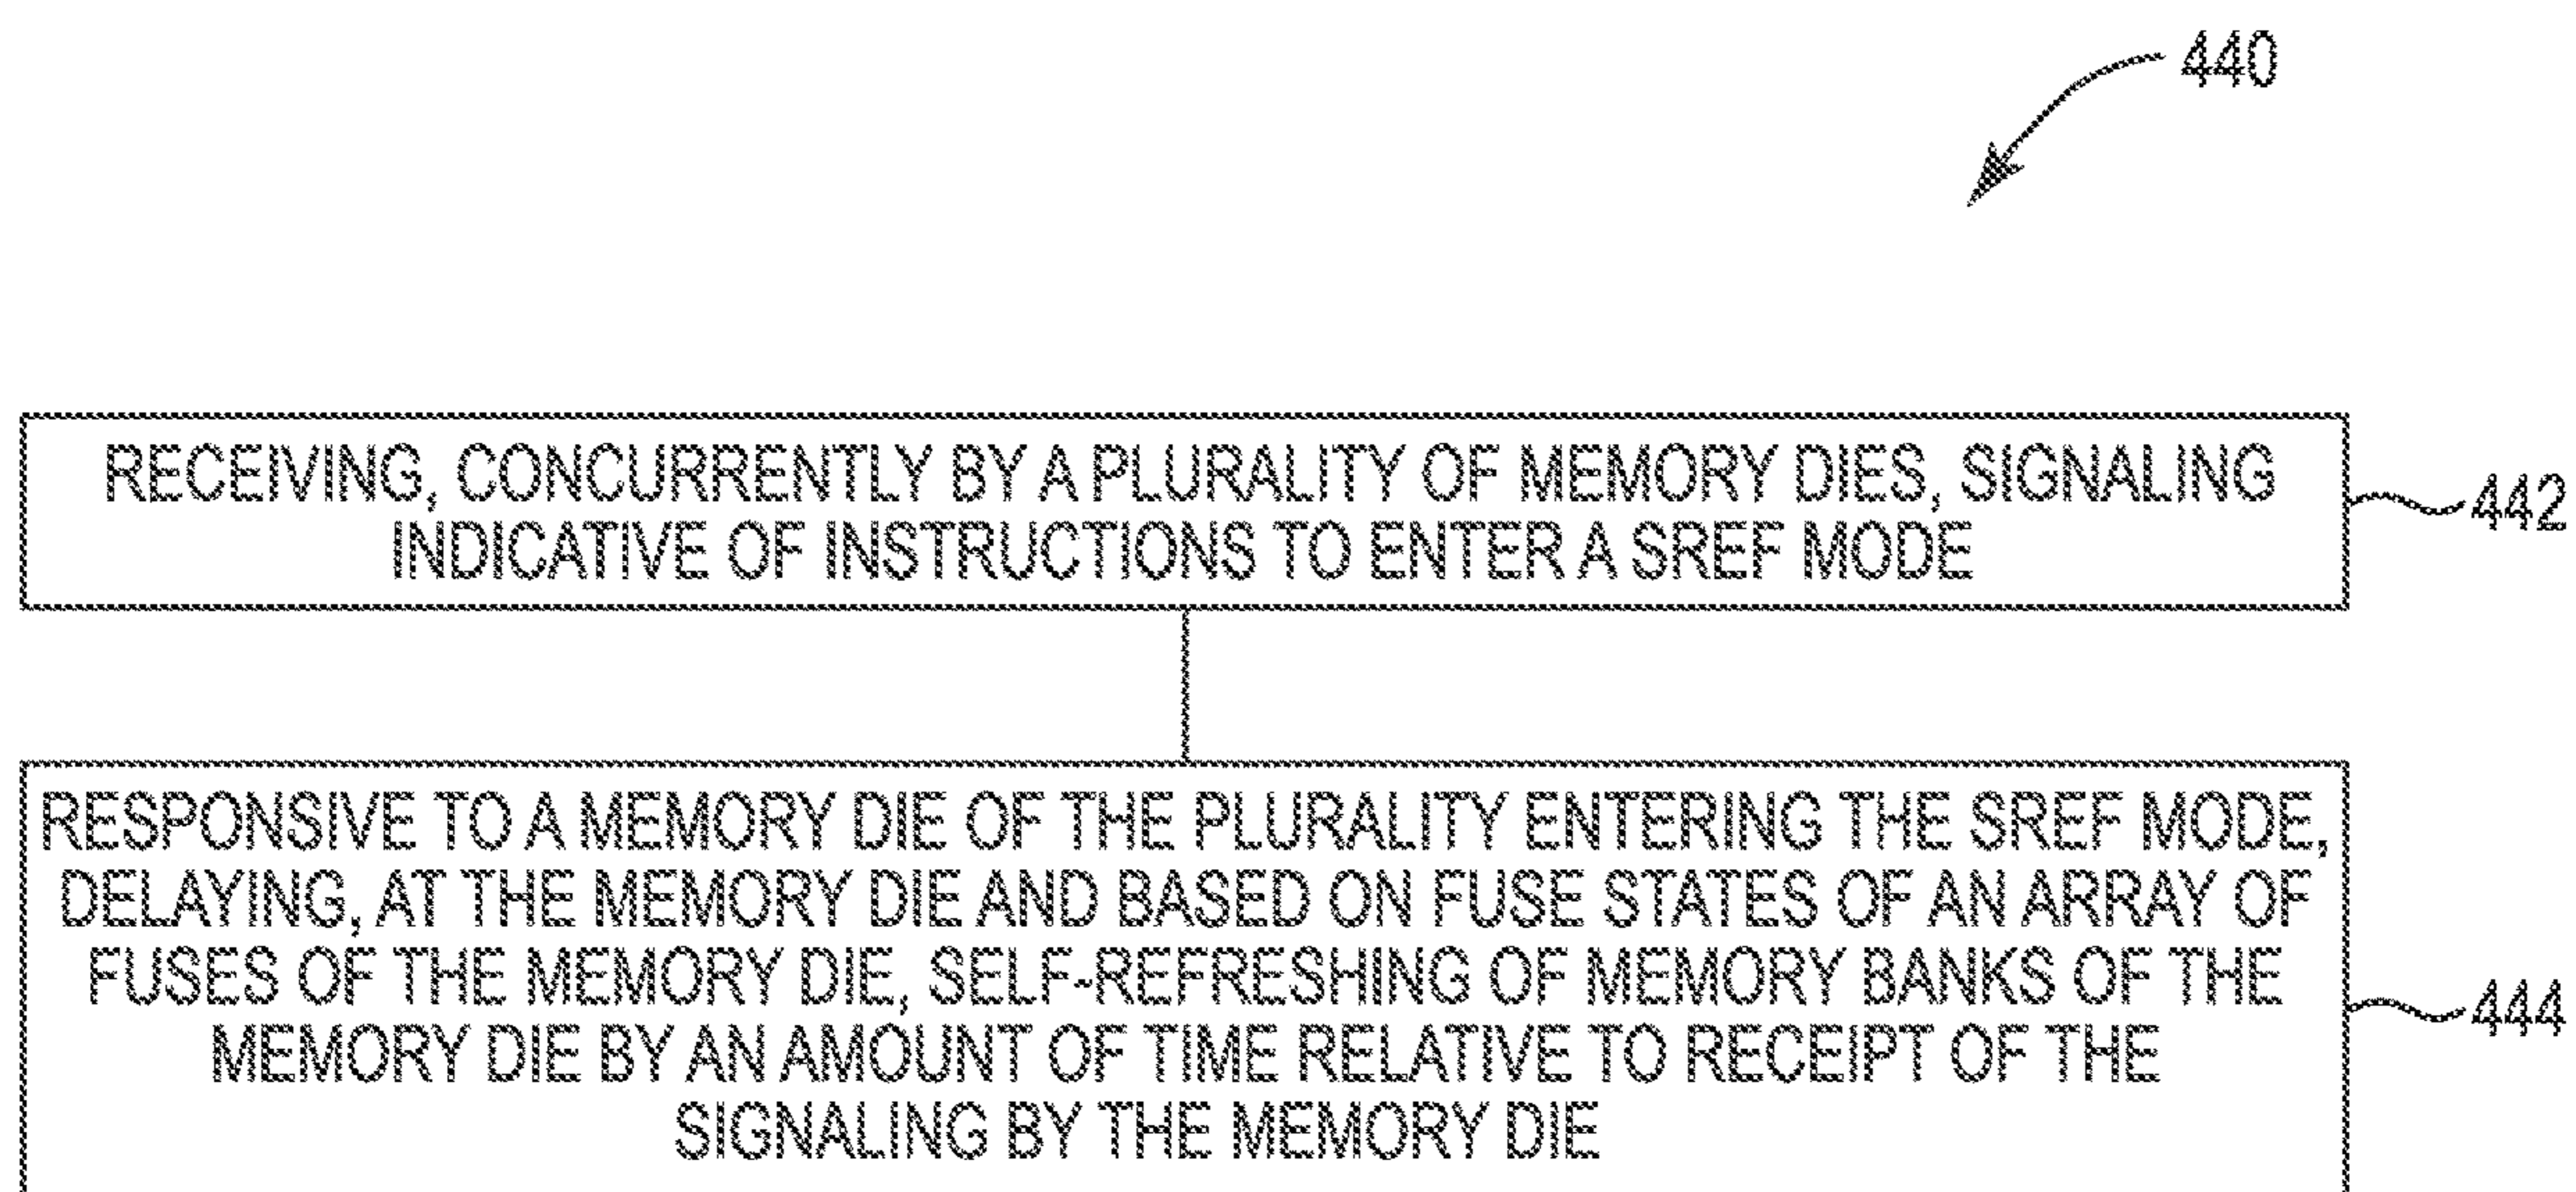 440
RECEIVING, CONCURRENTLY BY A PLURALITY OF MEMORY DIES, SIGNALING
INDICATIVE OF INSTRUCTIONS TO ENTER A SREF MODE
442
RESPONSIVE TO A MEMORY DIE OF THE PLURALITY ENTERING THE SREF MODE,
DELAYING, AT THE MEMORY DIE AND BASED ON FUSE STATES OF AN ARRAY OF
FUSES OF THE MEMORY DIE, SELF-REFRESHING OF MEMORY BANKS OF THE
MEMORY DIE BY AN AMOUNT OF TIME RELATIVE TO RECEIPT OF THE
SIGNALING BY THE MEMORY DIE
444